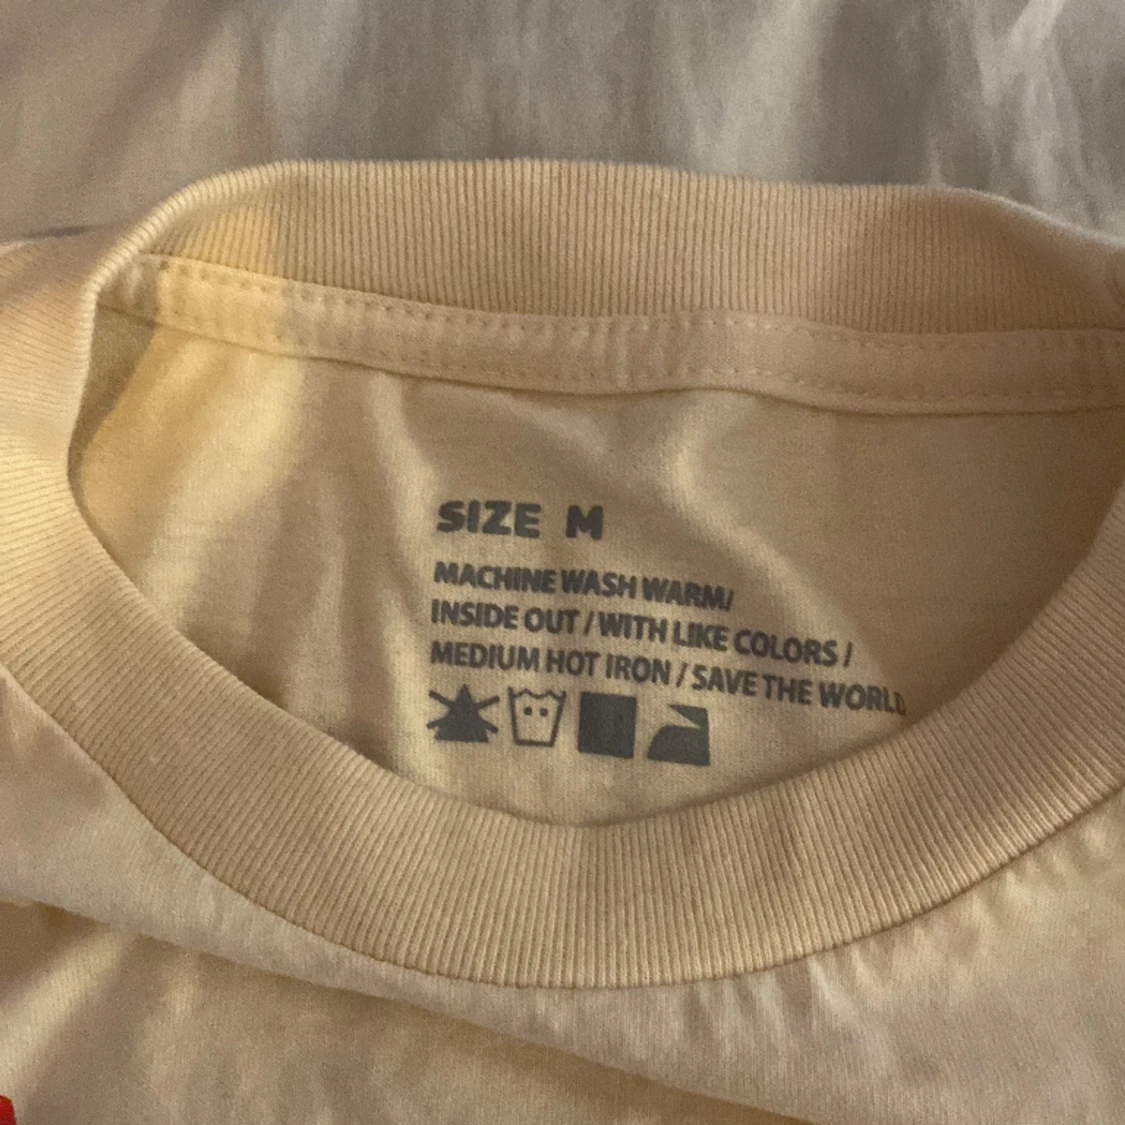 SIZE M
MACHINE WASH WARM/
INSIDE OUT / WITH LIKE COLORS /
MEDIUM HOT IRON / SAVE THE WORLD